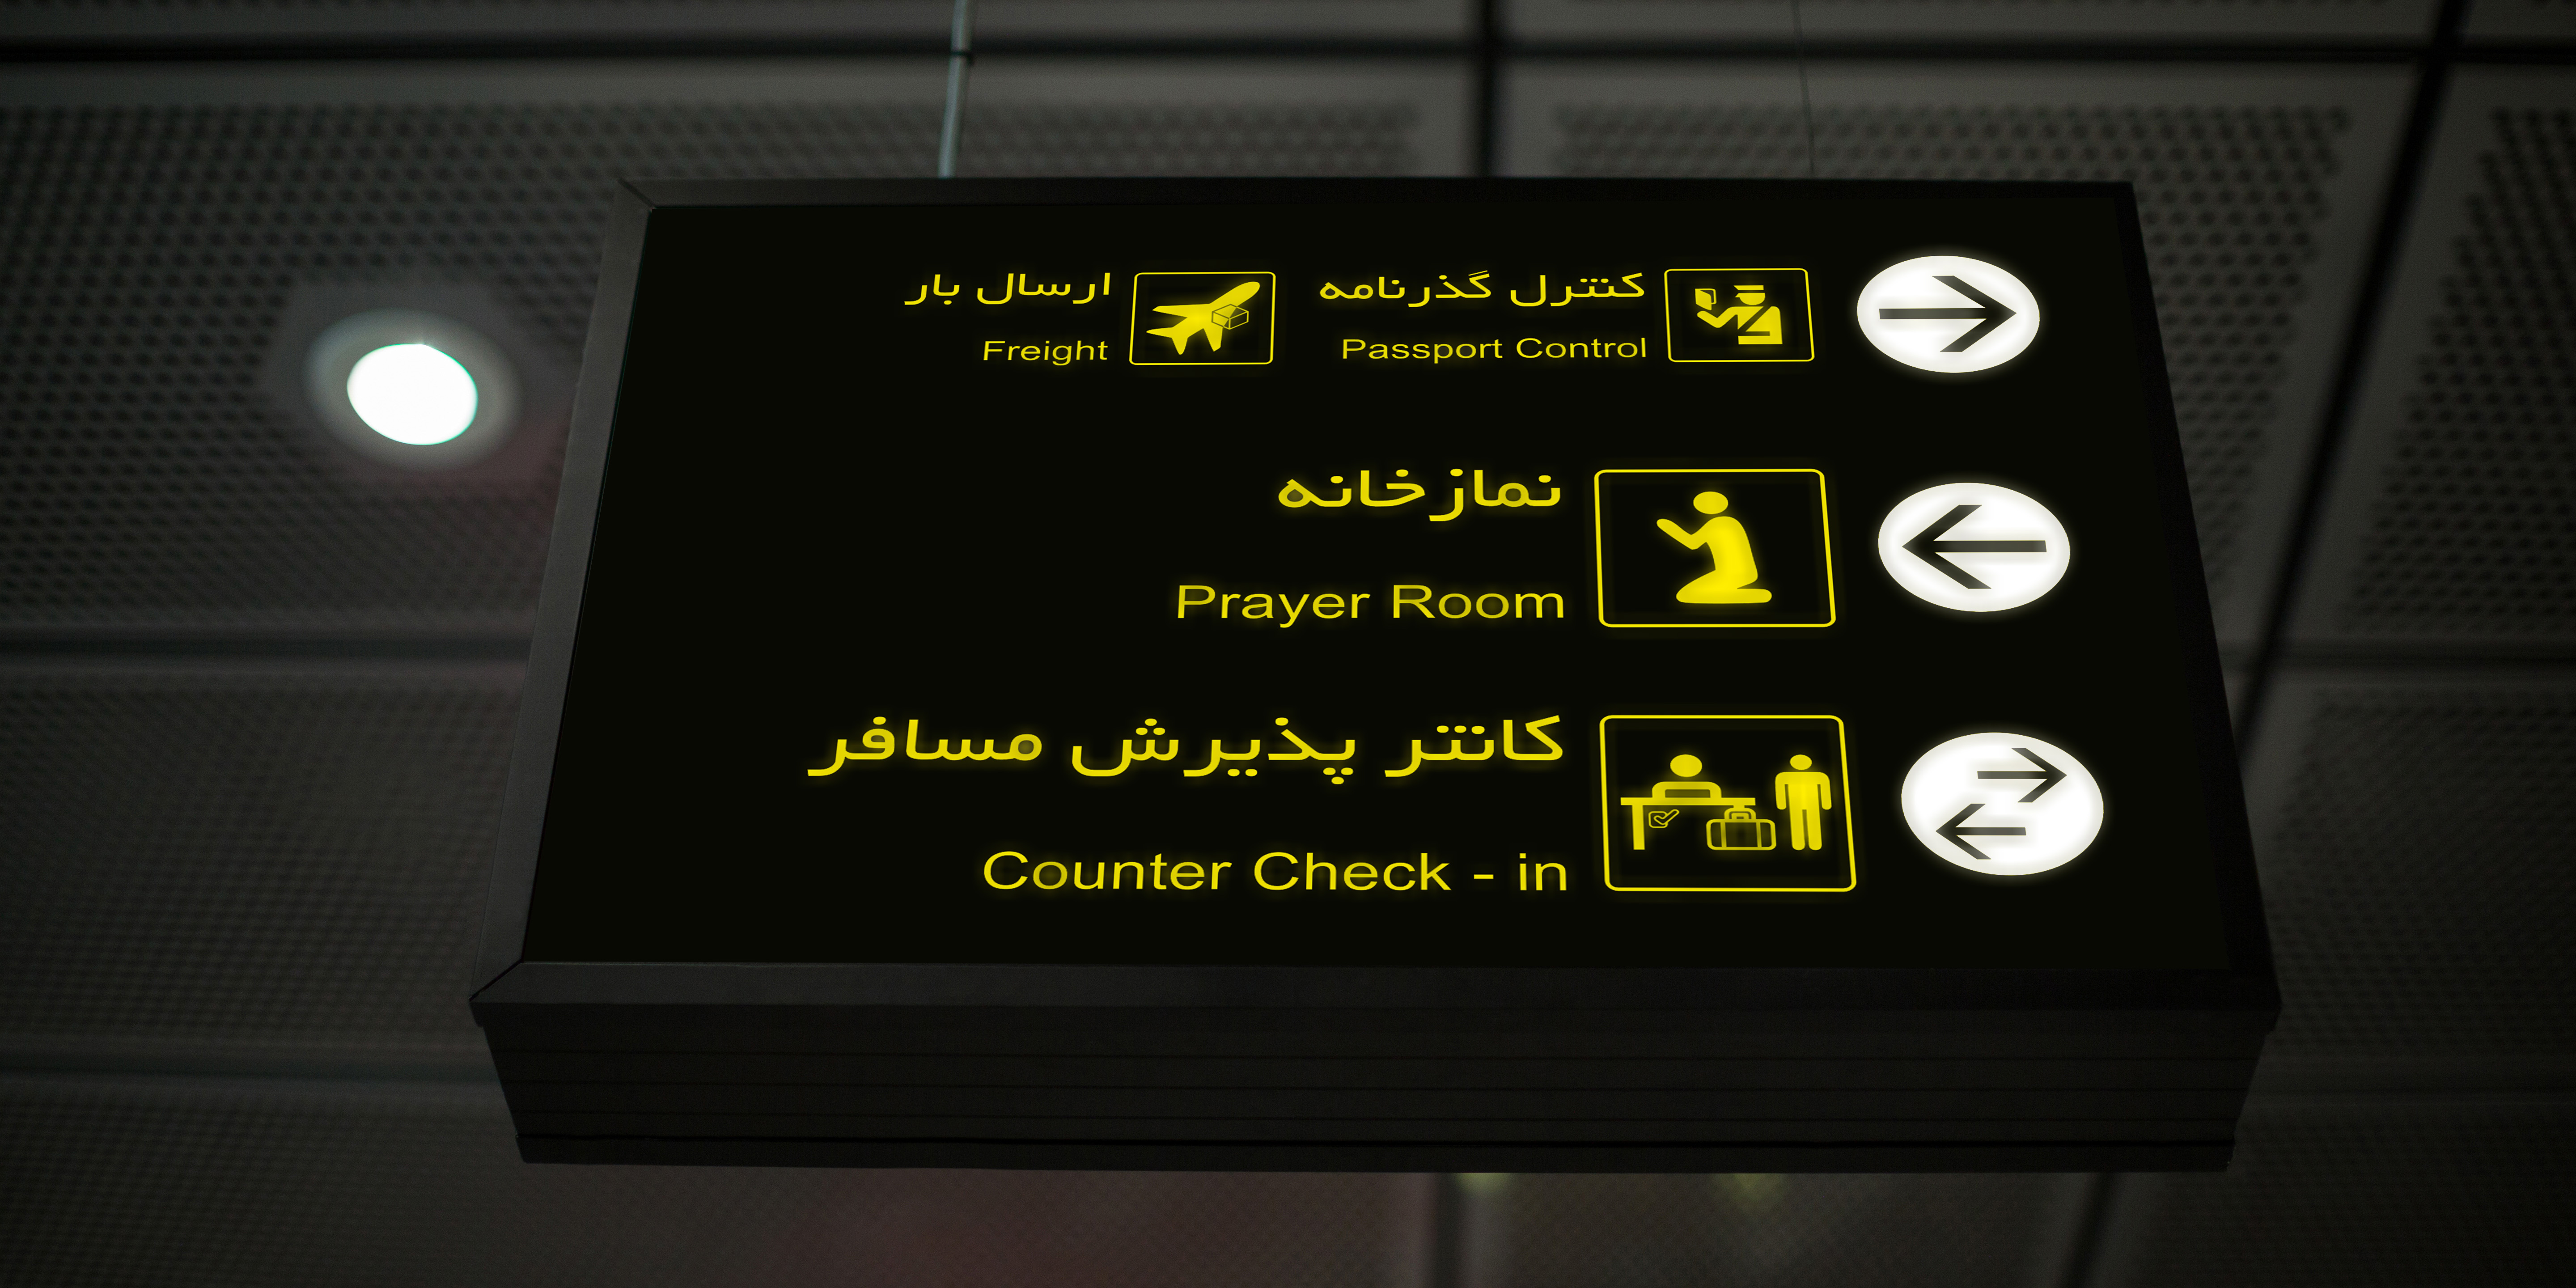 کنترل گذرنامه
Passport Control
ارسال بار
Freight
نمازخانه
Prayer Room
کانتر پذیرش مسافر
Counter Check - in